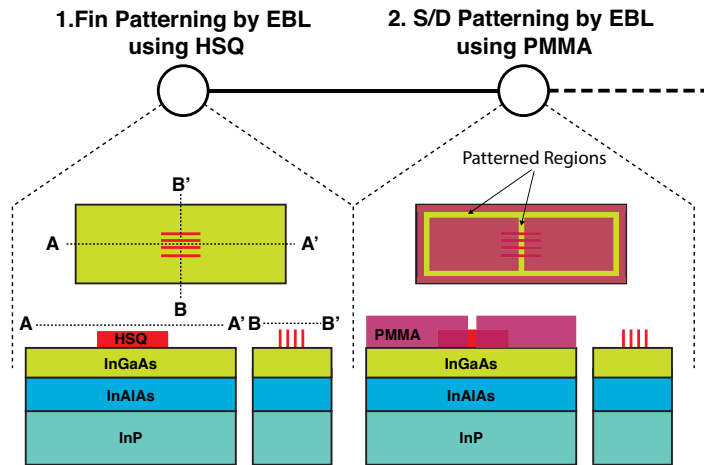 1.Fin Patterning by EBL
using HSQ
2. S/D Patterning by EBL
using PMMA
Patterned Regions
B'
A
A'
B
A
A'
B
B'
HSQ
PMMA
InGaAs
InGaAs
InAlAs
InAlAs
InP
InP